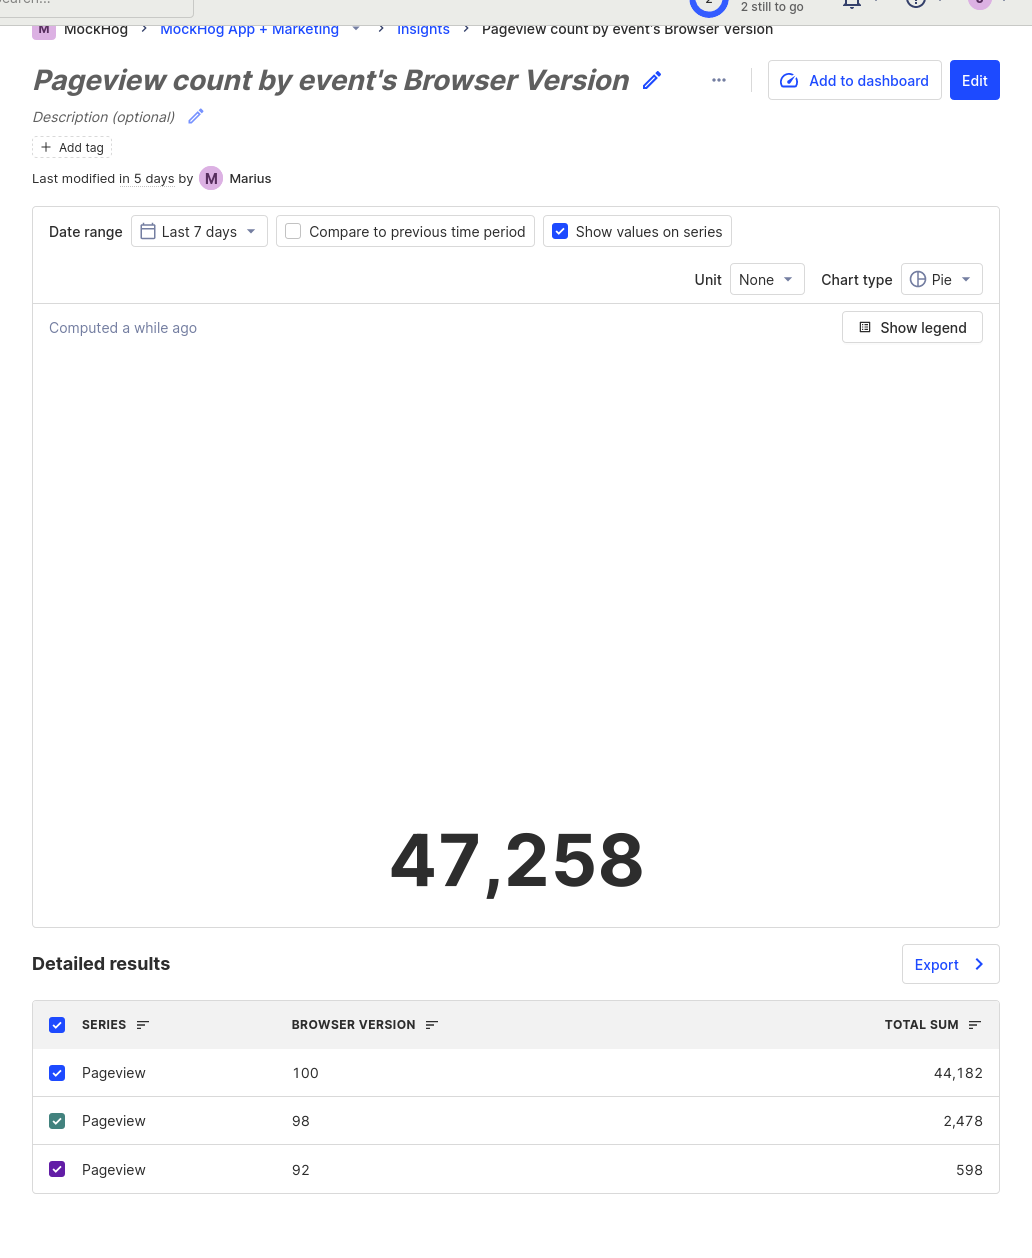 2
2 still to go
M MockHog MockHog App + Marketing Insights Pageview count by event's Browser Version
Pageview count by event's Browser Version
Add to dashboard
Edit
Description (optional)
Add tag
Last modified in 5 days by M Marius
Date range Last 7 days Compare to previous time period Show values on series
Unit None Chart type Pie
Computed a while ago
Show legend
47,258
Detailed results
Export
SERIES BROWSER VERSION TOTAL SUM
Pageview 100 44,182
Pageview 98 2,478
Pageview 92 598